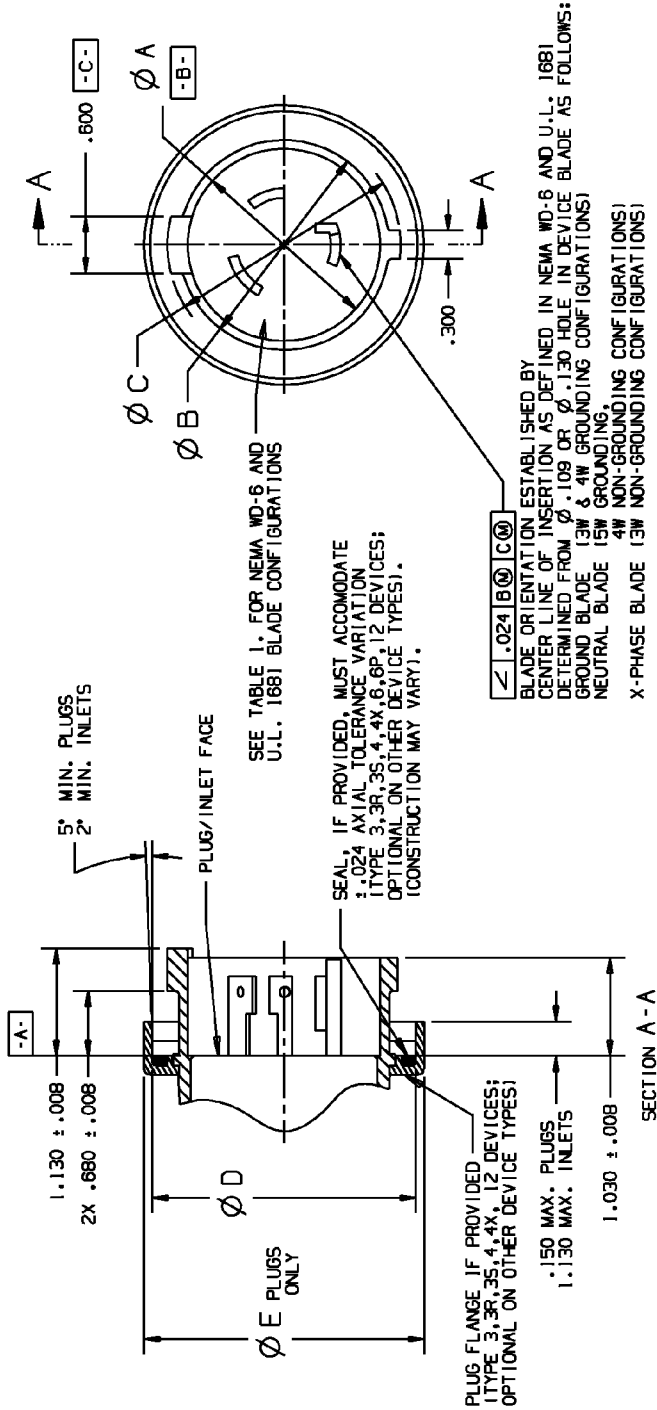 -A-
1.130 ±.008
2X .680 ±.008
5° MIN. PLUGS
2° MIN. INLETS
PLUG/INLET FACE
Ø D
Ø E PLUGS
ONLY
SEAL, IF PROVIDED, MUST ACCOMODATE
±.024 AXIAL TOLERANCE VARIATION
(TYPE 3,3R,3S,4,4X,6,6P,12 DEVICES;
OPTIONAL ON OTHER DEVICE TYPES).
(CONSTRUCTION MAY VARY).
PLUG FLANGE IF PROVIDED
(TYPE 3,3R,3S,4,4X, 12 DEVICES;
OPTIONAL ON OTHER DEVICE TYPES)
.150 MAX. PLUGS
1.130 MAX. INLETS
1.030 ±.008
SECTION A-A
A
.600
-C-
Ø A
-B-
Ø C
Ø B
SEE TABLE 1. FOR NEMA WD-6 AND
U.L. 1681 BLADE CONFIGURATIONS
A
.300
∠ .024 BⓂ CⓂ
BLADE ORIENTATION ESTABLISHED BY
CENTER LINE OF INSERTION AS DEFINED IN NEMA WD-6 AND U.L. 1681
DETERMINED FROM Ø .109 OR Ø .130 HOLE IN DEVICE BLADE AS FOLLOWS:
GROUND BLADE (3W & 4W GROUNDING CONFIGURATIONS)
NEUTRAL BLADE (5W GROUNDING,
4W NON-GROUNDING CONFIGURATIONS)
X-PHASE BLADE (3W NON-GROUNDING CONFIGURATIONS)